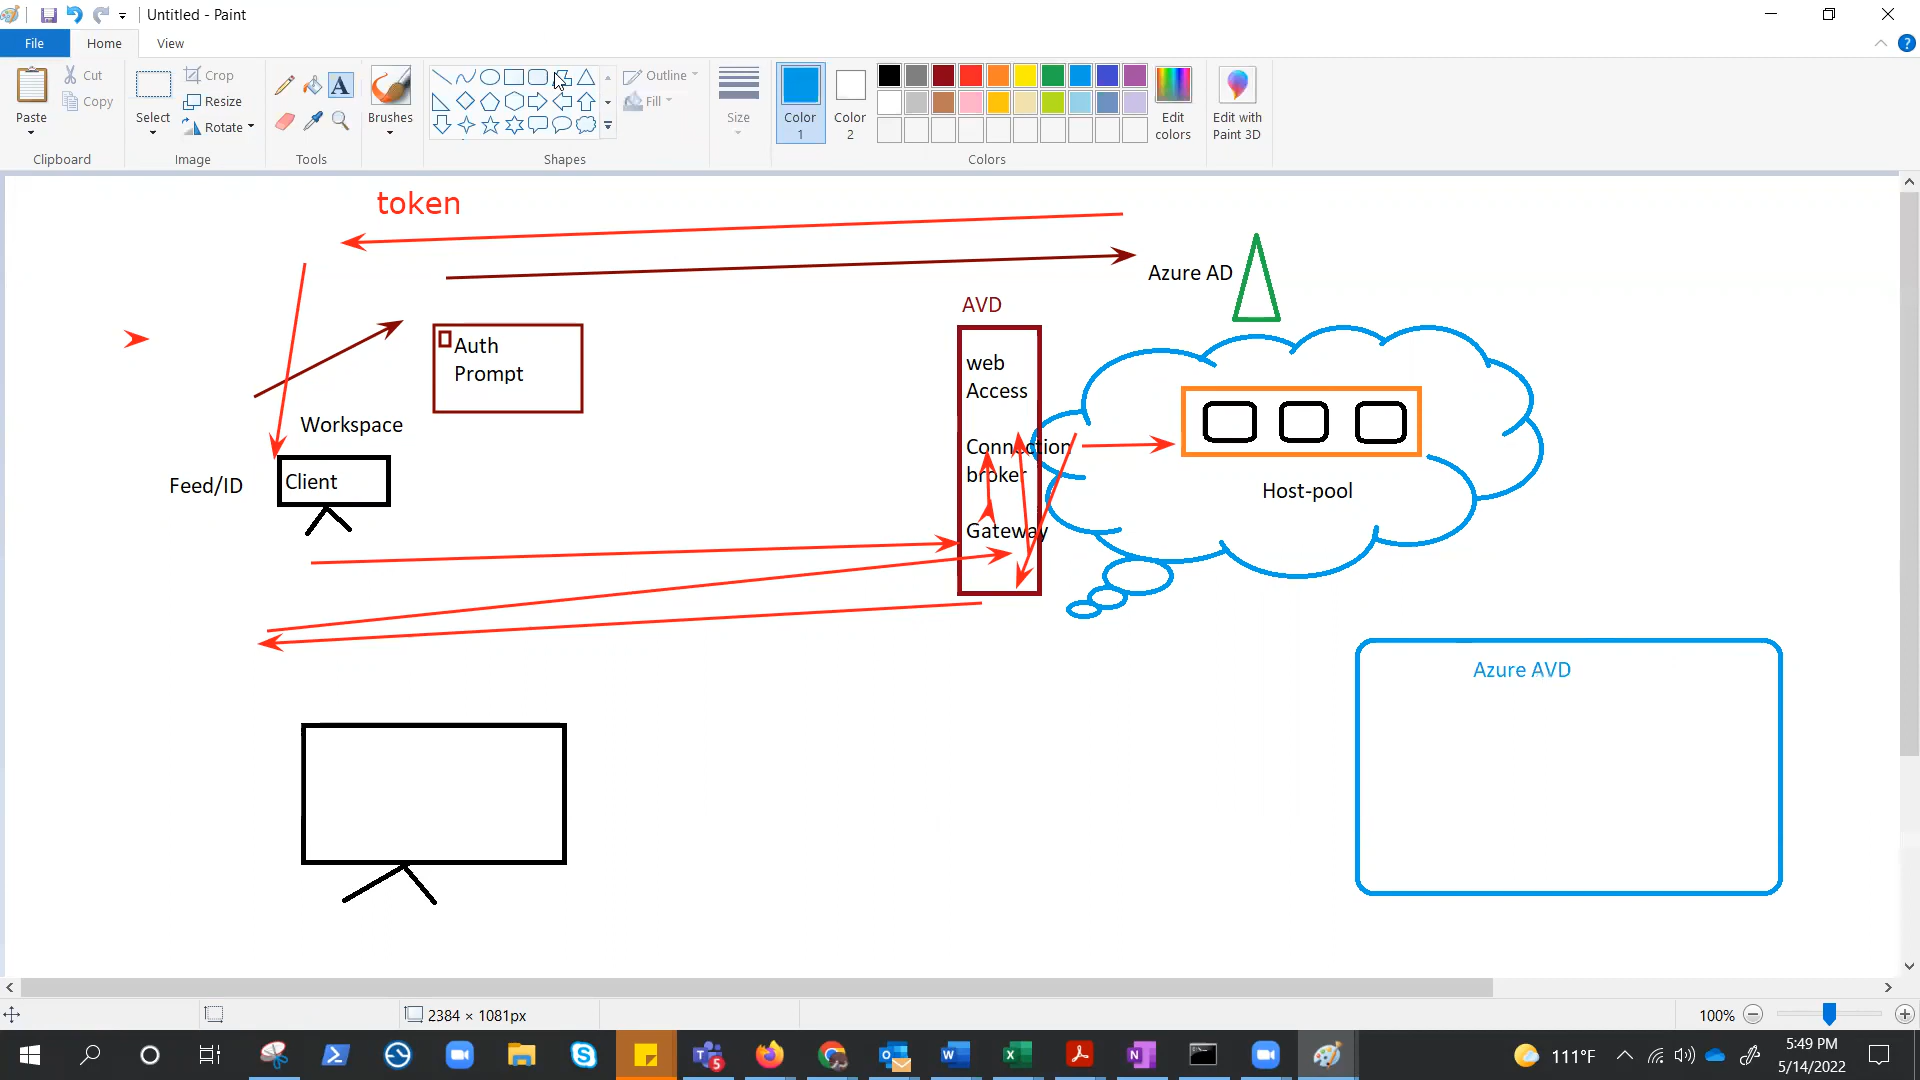 Untitled - Paint
File
Home
View
Paste
Cut
Copy
Clipboard
Select
Crop
Resize
Rotate
Image
A
Tools
Brushes
Shapes
Outline
Fill
Size
Color
1
Color
2
Edit
colors
Edit with
Paint 3D
Colors
token
Azure AD
AVD
Auth
Prompt
web
Access
Workspace
Connection
broker
Feed/ID
Client
Host-pool
Gateway
Azure AVD
2384 × 1081px
100%
111°F
5:49 PM
5/14/2022